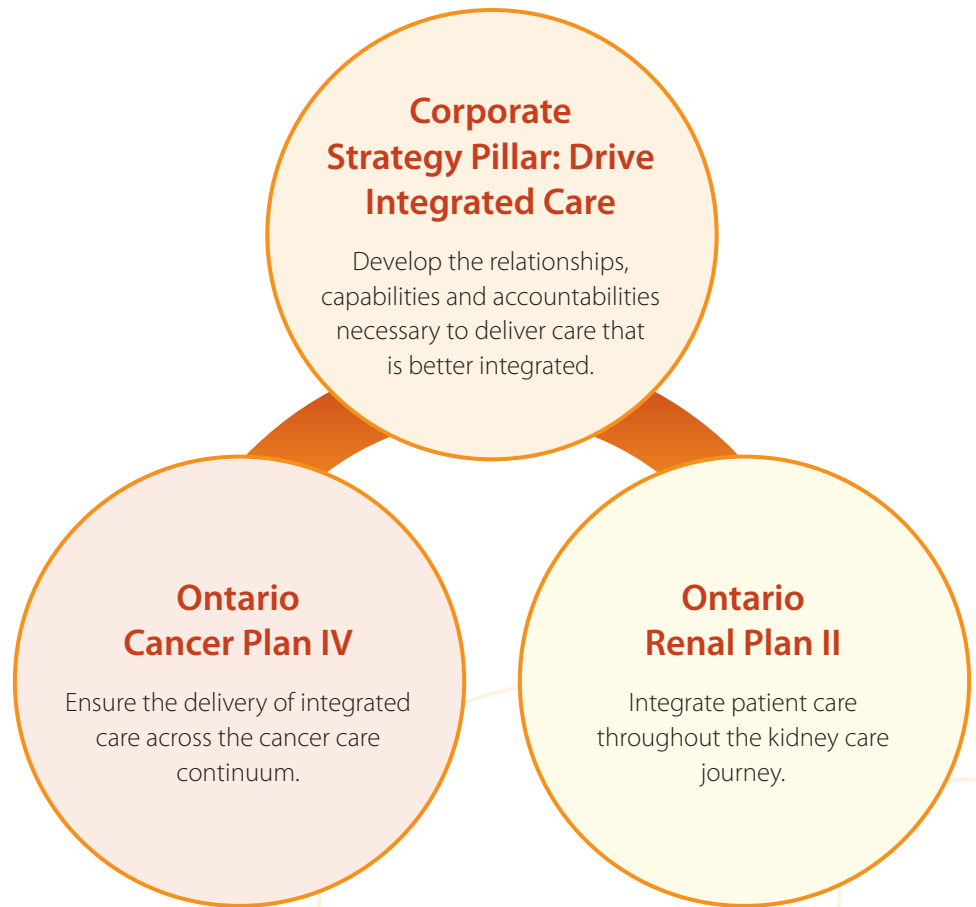 Corporate
Strategy Pillar: Drive
Integrated Care
Develop the relationships,
capabilities and accountabilities
necessary to deliver care that
is better integrated.
Ontario
Cancer Plan IV
Ensure the delivery of integrated
care across the cancer care
continuum.
Ontario
Renal Plan II
Integrate patient care
throughout the kidney care
journey.